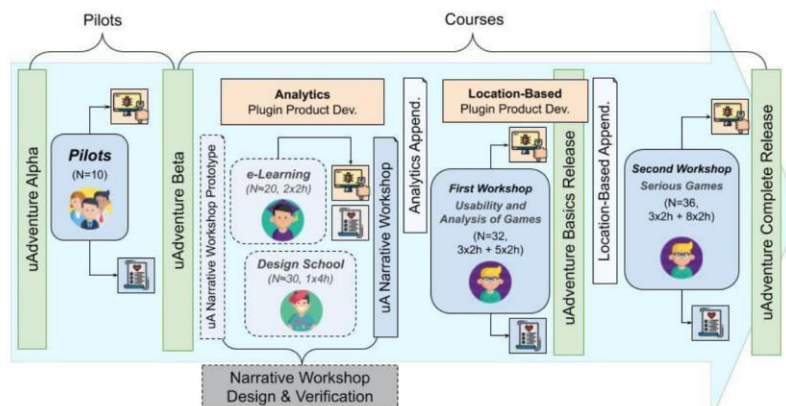 Pilots
Courses
uAdventure Alpha
Pilots
(N=10)
uAdventure Beta
Analytics
Plugin Product Dev.
uA Narrative Workshop Prototype
e-Learning
(N≈20, 2x2h)
Design School
(N≈30, 1x4h)
uA Narrative Workshop
Narrative Workshop
Design & Verification
Analytics Append.
Location-Based
Plugin Product Dev.
First Workshop
Usability and
Analysis of Games
(N=32,
3x2h + 5x2h)
uAdventure Basics Release
Location-Based Append.
Second Workshop
Serious Games
(N=36,
3x2h + 8x2h)
uAdventure Complete Release